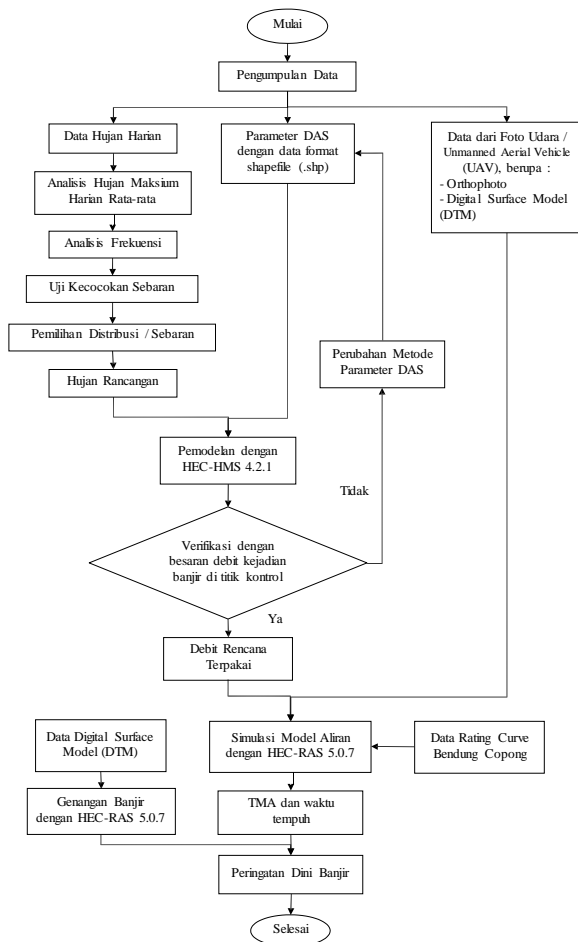 Mulai
Pengumpulan Data
Data Hujan Harian
Analisis Hujan Maksium
Harian Rata-rata
Analisis Frekuensi
Uji Kecocokan Sebaran
Pemilihan Distribusi / Sebaran
Hujan Rancangan
Parameter DAS
dengan data format
shapefile (.shp)
Data dari Foto Udara /
Unmanned Aerial Vehicle
(UAV), berupa :
- Orthophoto
- Digital Surface Model
(DTM)
Perubahan Metode
Parameter DAS
Pemodelan dengan
HEC-HMS 4.2.1
Tidak
Verifikasi dengan
besaran debit kejadian
banjir di titik kontrol
Ya
Debit Rencana
Terpakai
Data Digital Surface
Model (DTM)
Simulasi Model Aliran
dengan HEC-RAS 5.0.7
Data Rating Curve
Bendung Copong
Genangan Banjir
dengan HEC-RAS 5.0.7
TMA dan waktu
tempuh
Peringatan Dini Banjir
Selesai